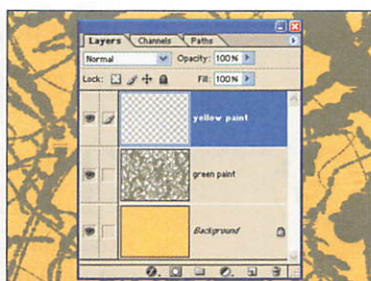 Layers Channels Paths
Normal Opacity: 100%
Lock: Fill: 100%
yellow paint
green paint
Background